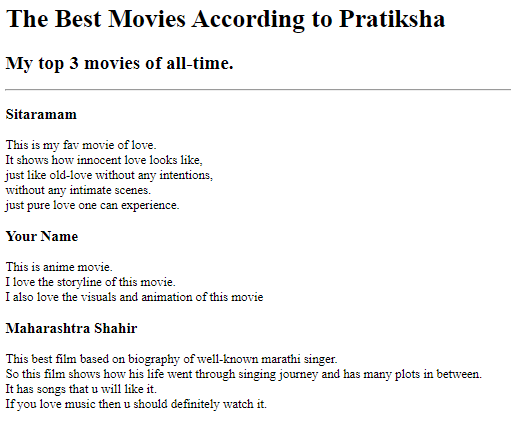 The Best Movies According to Pratiksha
My top 3 movies of all-time.
Sitaramam
This is my fav movie of love.
It shows how innocent love looks like,
just like old-love without any intentions,
without any intimate scenes.
just pure love one can experience.
Your Name
This is anime movie.
I love the storyline of this movie.
I also love the visuals and animation of this movie
Maharashtra Shahir
This best film based on biography of well-known marathi singer.
So this film shows how his life went through singing journey and has many plots in between.
It has songs that u will like it.
If you love music then u should definitely watch it.